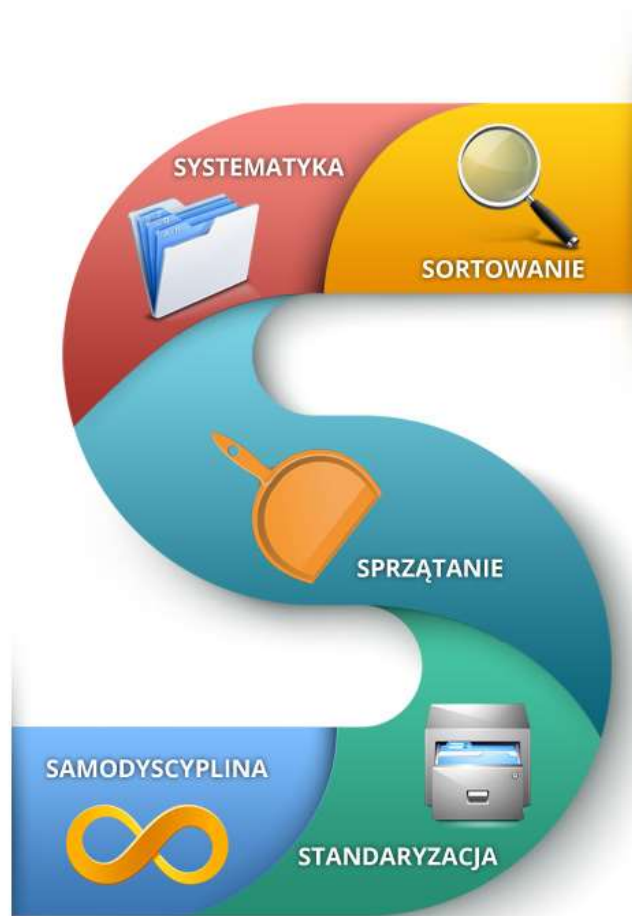 SYSTEMATYKA
SORTOWANIE
SPRZĄTANIE
SAMODYSCYPLINA
STANDARYZACJA